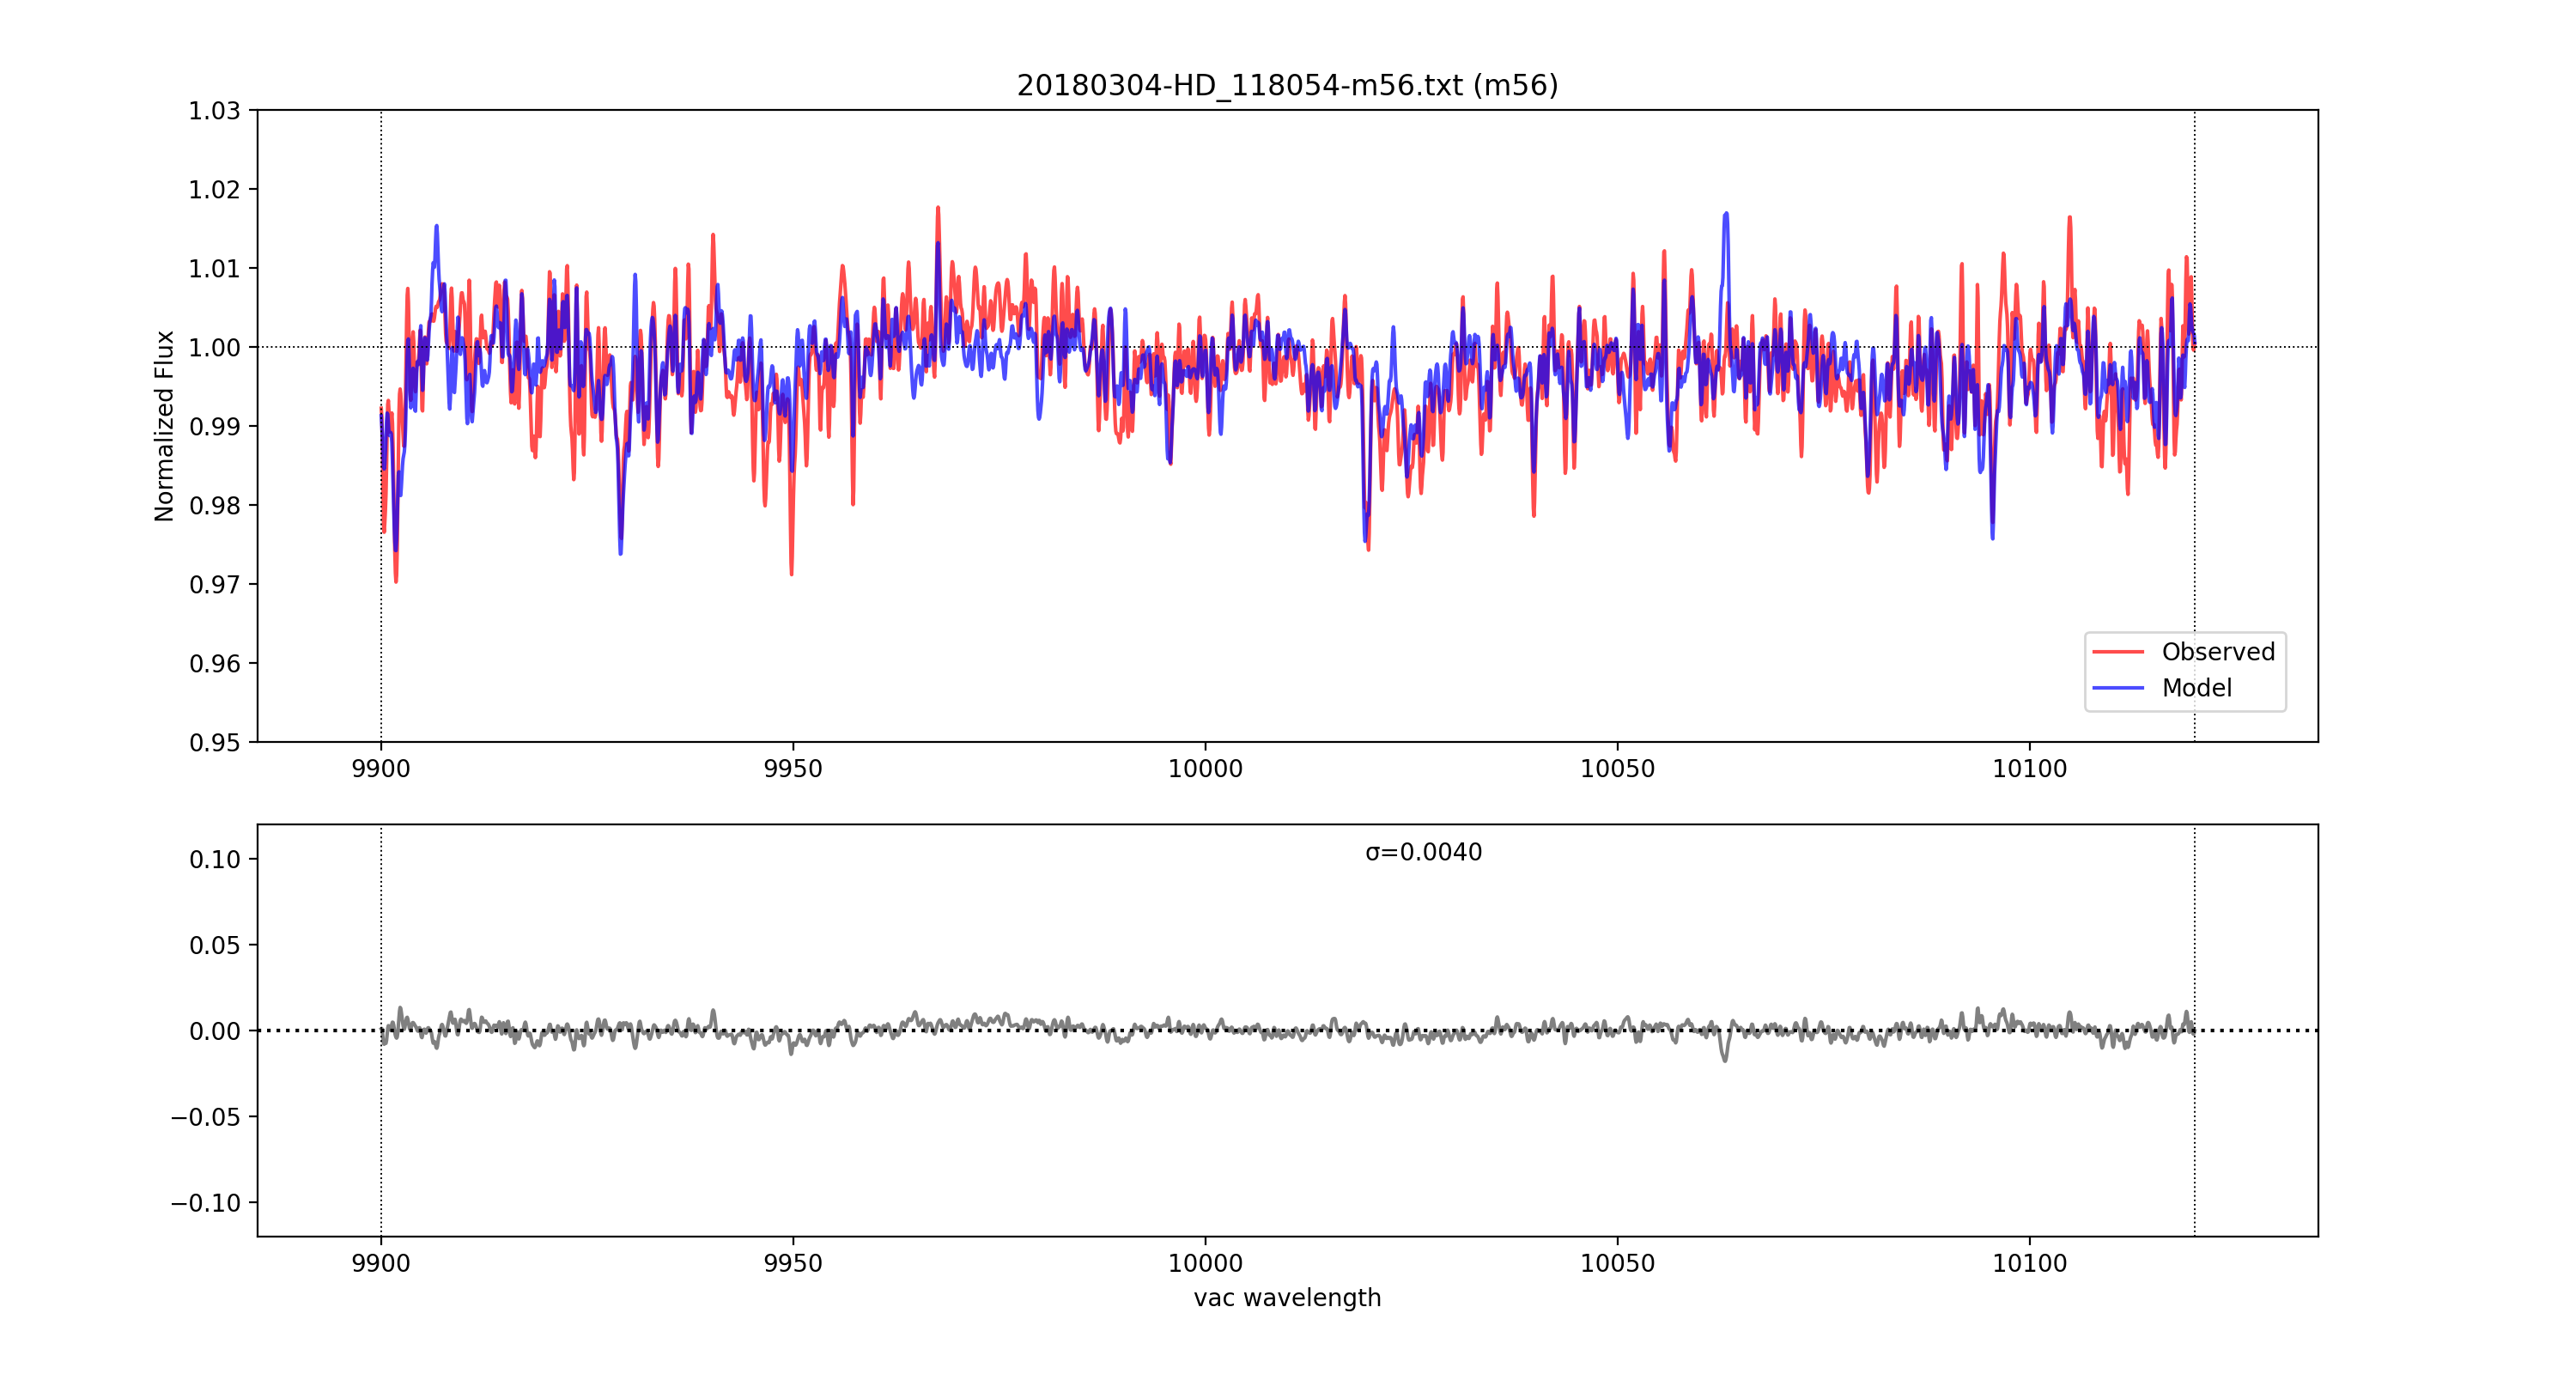 20180304-HD_118054-m56.txt (m56)
1.03
1.02
1.01
1.00
0.99
0.98
0.97
0.96
0.95
Normalized Flux
Observed
Model
9900 9950 10000 10050 10100
σ=0.0040
0.10
0.05
0.00
−0.05
−0.10
9900 9950 10000 10050 10100
vac wavelength